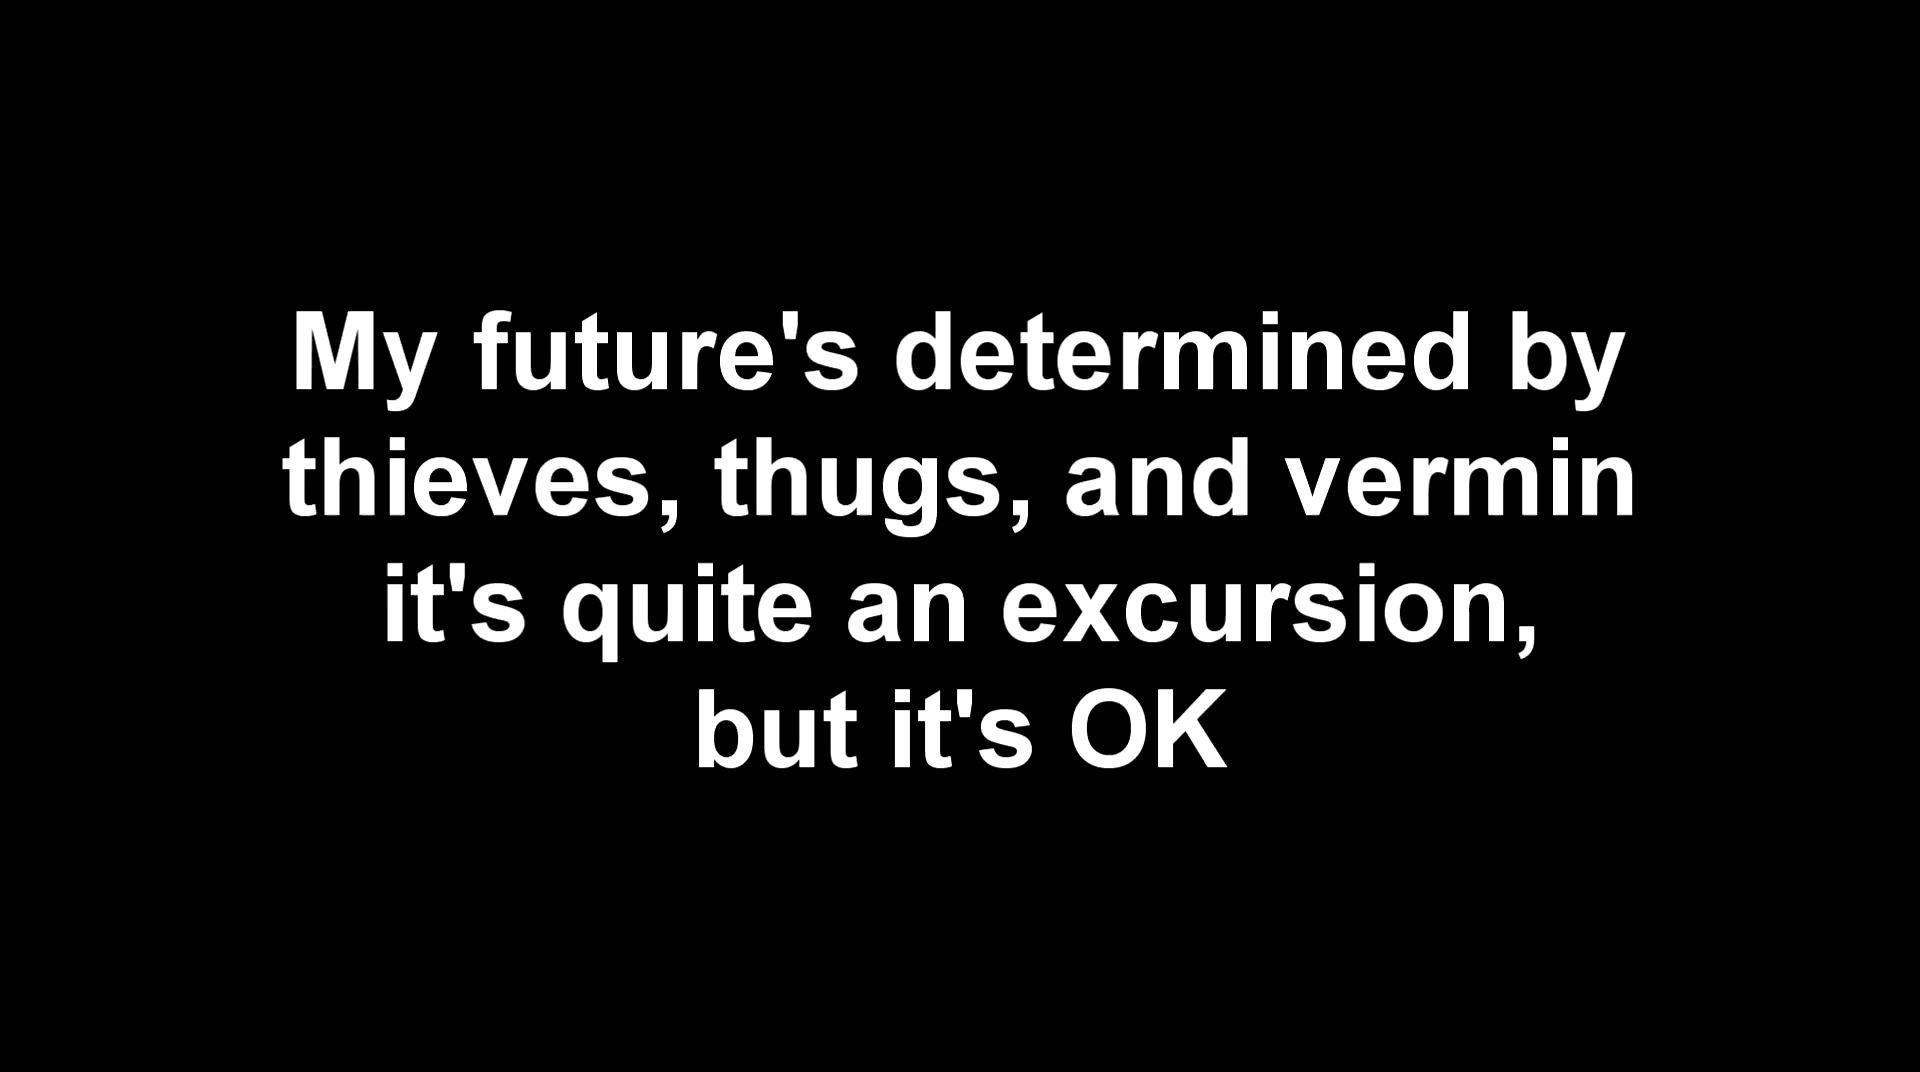 My future's determined by
thieves, thugs, and vermin
it's quite an excursion,
but it's OK